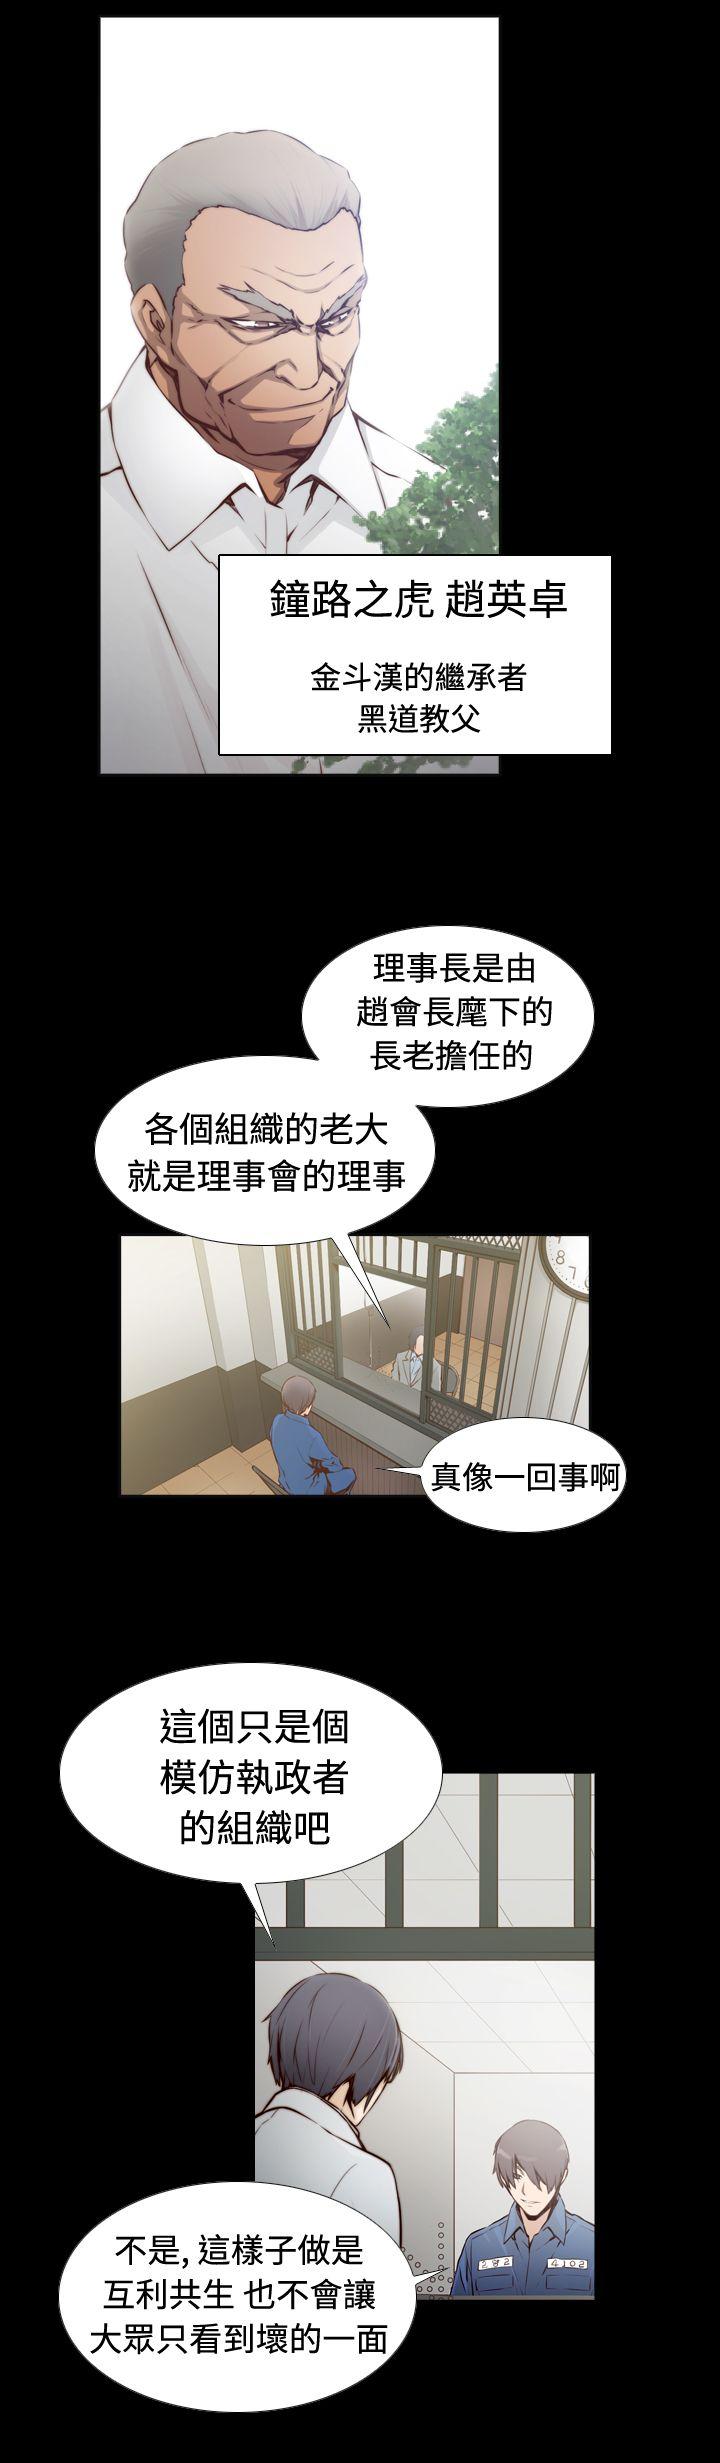 鐘路之虎 趙英卓
金斗漢的繼承者
黑道教父
理事長是由
趙會長麾下的
長老擔任的
各個組織的老大
就是理事會的理事
7
8
9
真像一回事啊
這個只是個
模仿執政者
的組織吧
不是, 這樣子做是
互利共生 也不會讓
大眾只看到壞的一面
4102